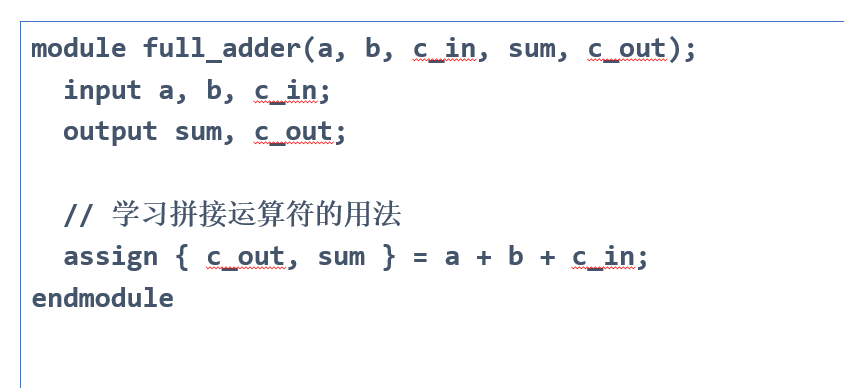 module full_adder(a, b, c_in, sum, c_out);
input a, b, c_in;
output sum, c_out;
// 学习拼接运算符的用法
assign { c_out, sum } = a + b + c_in;
endmodule